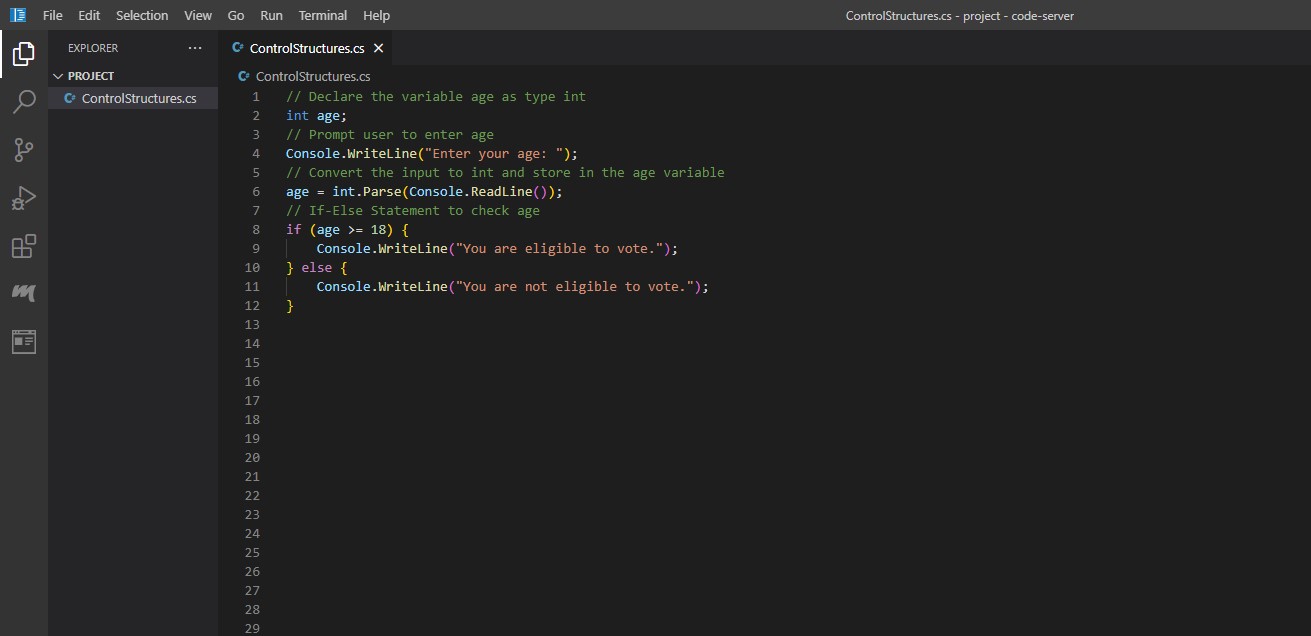 File Edit Selection View Go Run Terminal Help ControlStructures.cs - project - code-server
EXPLORER ···
PROJECT
C# ControlStructures.cs
C# ControlStructures.cs ×
C# ControlStructures.cs
1 // Declare the variable age as type int
2 int age;
3 // Prompt user to enter age
4 Console.WriteLine("Enter your age: ");
5 // Convert the input to int and store in the age variable
6 age = int.Parse(Console.ReadLine());
7 // If-Else Statement to check age
8 if (age >= 18) {
9     Console.WriteLine("You are eligible to vote.");
10 } else {
11     Console.WriteLine("You are not eligible to vote.");
12 }
13
14
15
16
17
18
19
20
21
22
23
24
25
26
27
28
29